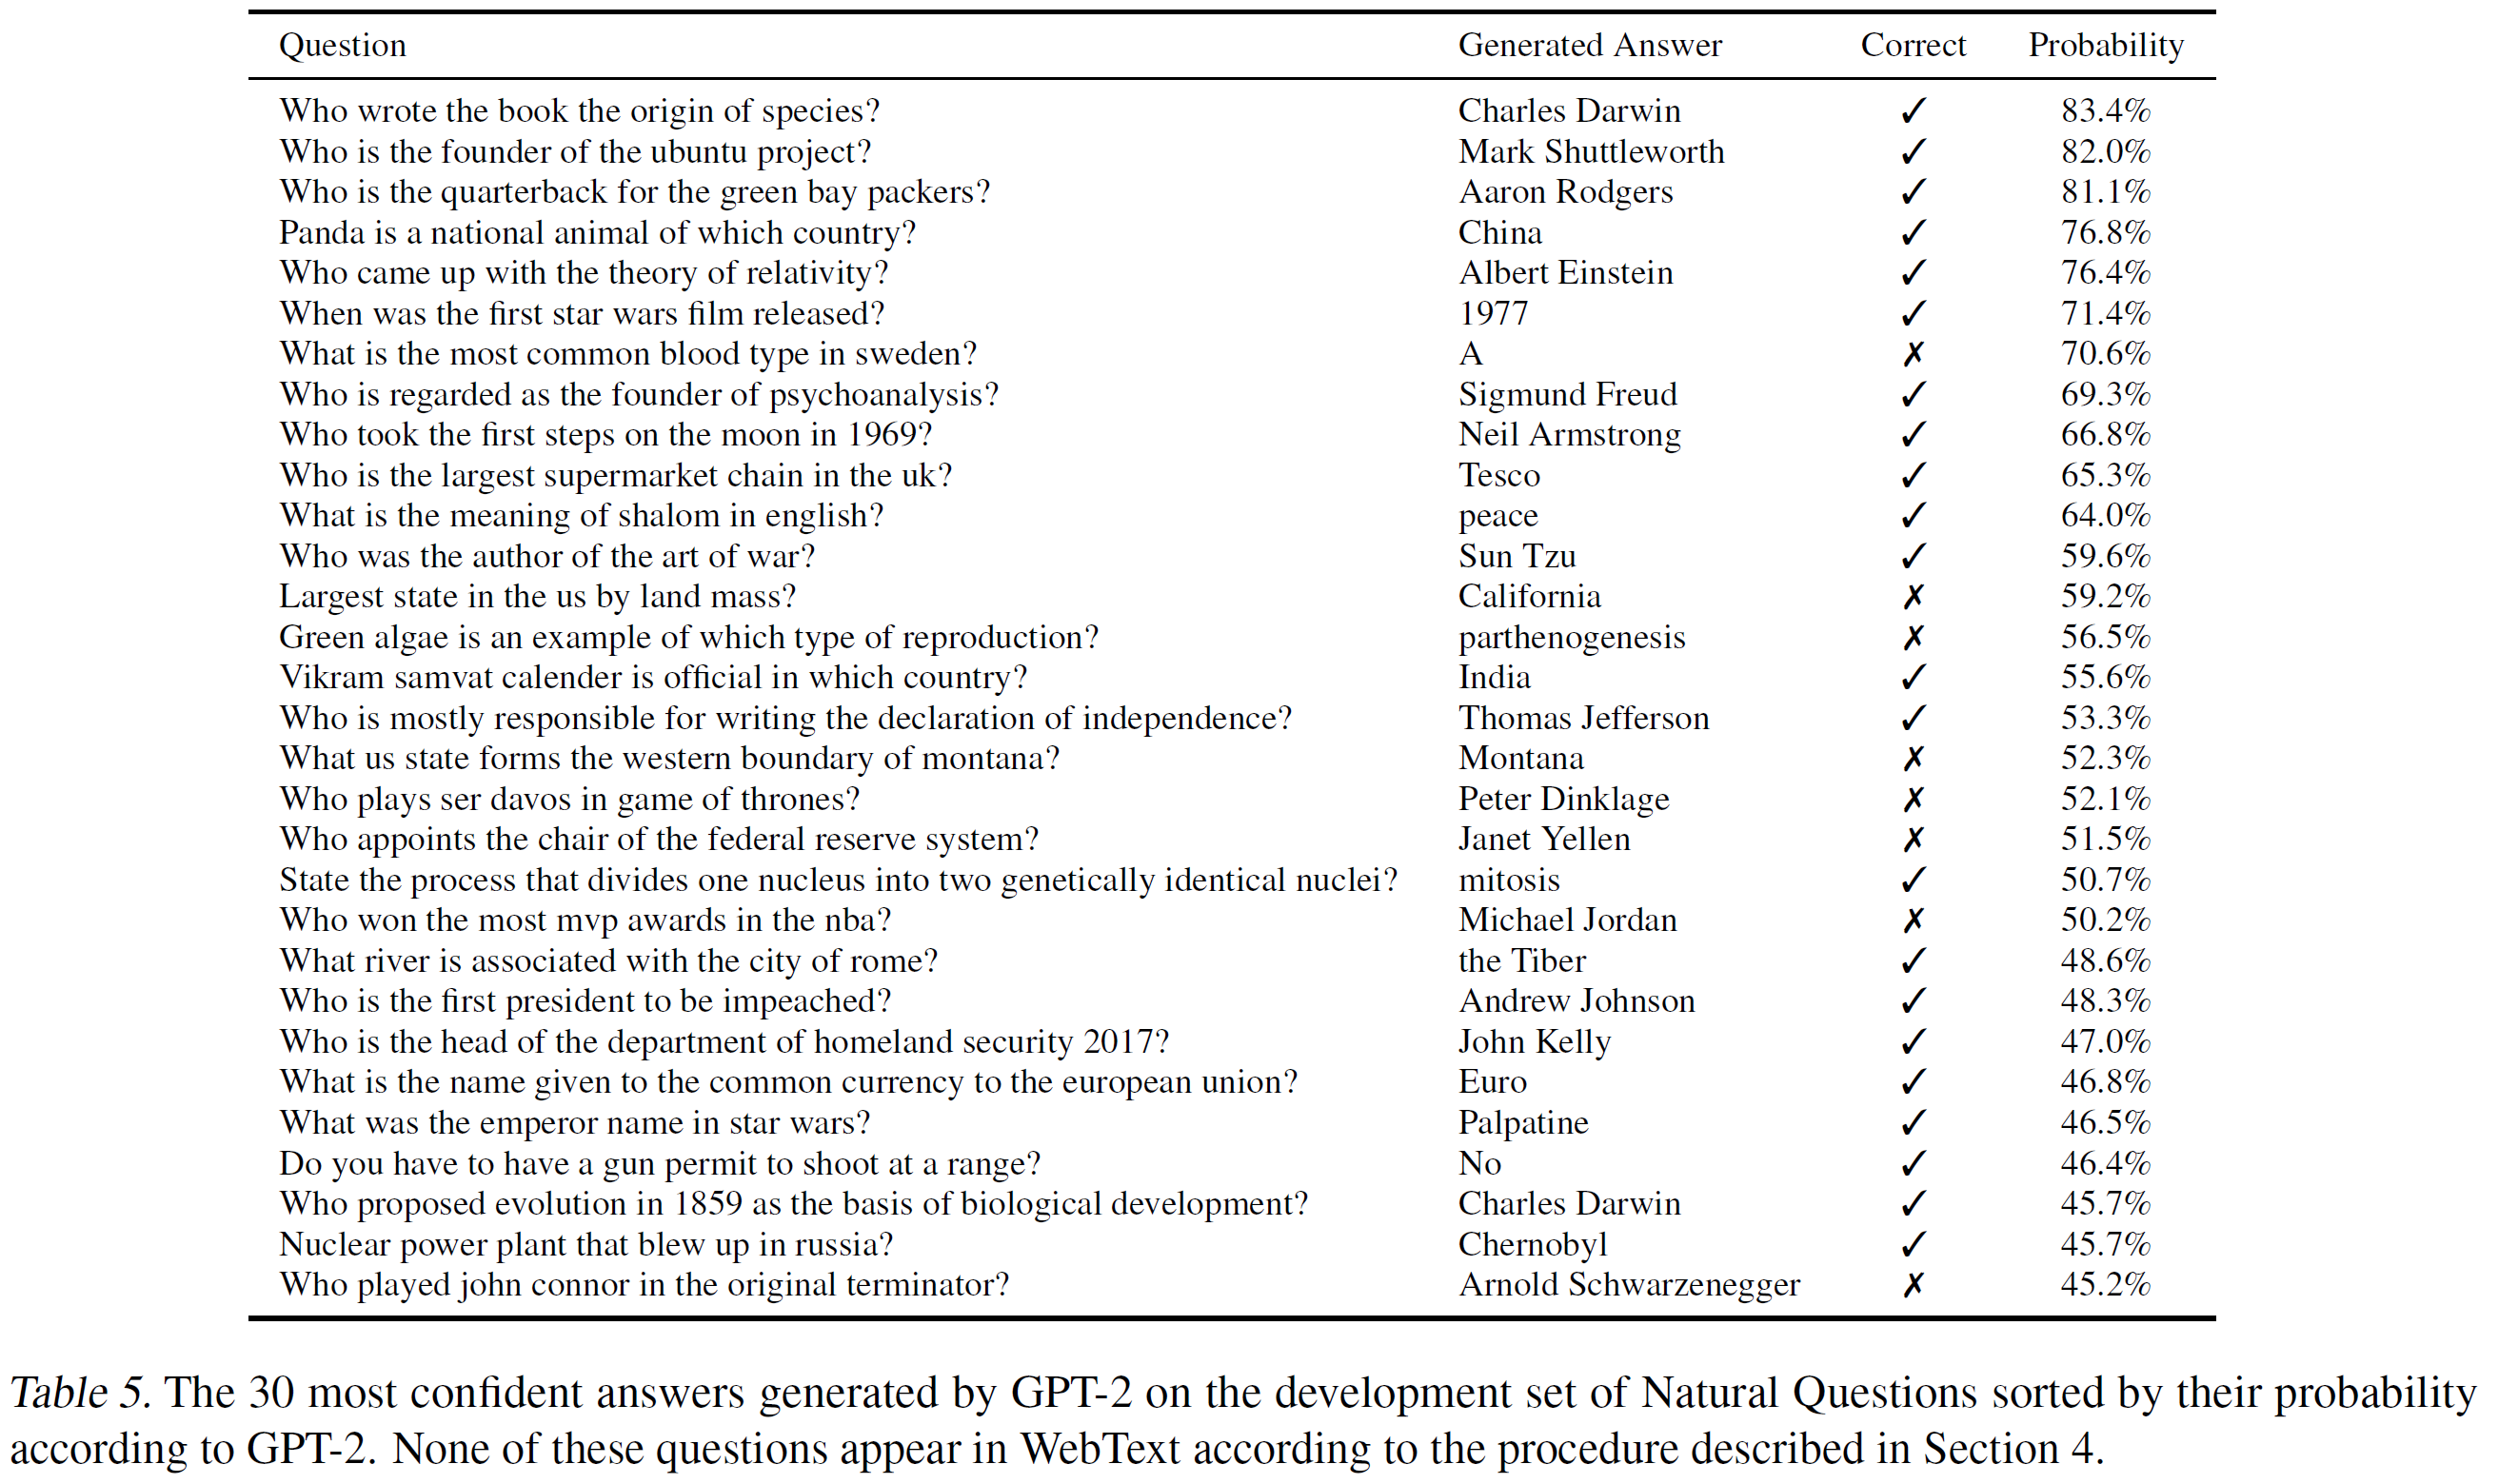 Question Generated Answer Correct Probability
Who wrote the book the origin of species? Charles Darwin ✓ 83.4%
Who is the founder of the ubuntu project? Mark Shuttleworth ✓ 82.0%
Who is the quarterback for the green bay packers? Aaron Rodgers ✓ 81.1%
Panda is a national animal of which country? China ✓ 76.8%
Who came up with the theory of relativity? Albert Einstein ✓ 76.4%
When was the first star wars film released? 1977 ✓ 71.4%
What is the most common blood type in sweden? A ✗ 70.6%
Who is regarded as the founder of psychoanalysis? Sigmund Freud ✓ 69.3%
Who took the first steps on the moon in 1969? Neil Armstrong ✓ 66.8%
Who is the largest supermarket chain in the uk? Tesco ✓ 65.3%
What is the meaning of shalom in english? peace ✓ 64.0%
Who was the author of the art of war? Sun Tzu ✓ 59.6%
Largest state in the us by land mass? California ✗ 59.2%
Green algae is an example of which type of reproduction? parthenogenesis ✗ 56.5%
Vikram samvat calender is official in which country? India ✓ 55.6%
Who is mostly responsible for writing the declaration of independence? Thomas Jefferson ✓ 53.3%
What us state forms the western boundary of montana? Montana ✗ 52.3%
Who plays ser davos in game of thrones? Peter Dinklage ✗ 52.1%
Who appoints the chair of the federal reserve system? Janet Yellen ✗ 51.5%
State the process that divides one nucleus into two genetically identical nuclei? mitosis ✓ 50.7%
Who won the most mvp awards in the nba? Michael Jordan ✗ 50.2%
What river is associated with the city of rome? the Tiber ✓ 48.6%
Who is the first president to be impeached? Andrew Johnson ✓ 48.3%
Who is the head of the department of homeland security 2017? John Kelly ✓ 47.0%
What is the name given to the common currency to the european union? Euro ✓ 46.8%
What was the emperor name in star wars? Palpatine ✓ 46.5%
Do you have to have a gun permit to shoot at a range? No ✓ 46.4%
Who proposed evolution in 1859 as the basis of biological development? Charles Darwin ✓ 45.7%
Nuclear power plant that blew up in russia? Chernobyl ✓ 45.7%
Who played john connor in the original terminator? Arnold Schwarzenegger ✗ 45.2%
Table 5. The 30 most confident answers generated by GPT-2 on the development set of Natural Questions sorted by their probability
according to GPT-2. None of these questions appear in WebText according to the procedure described in Section 4.